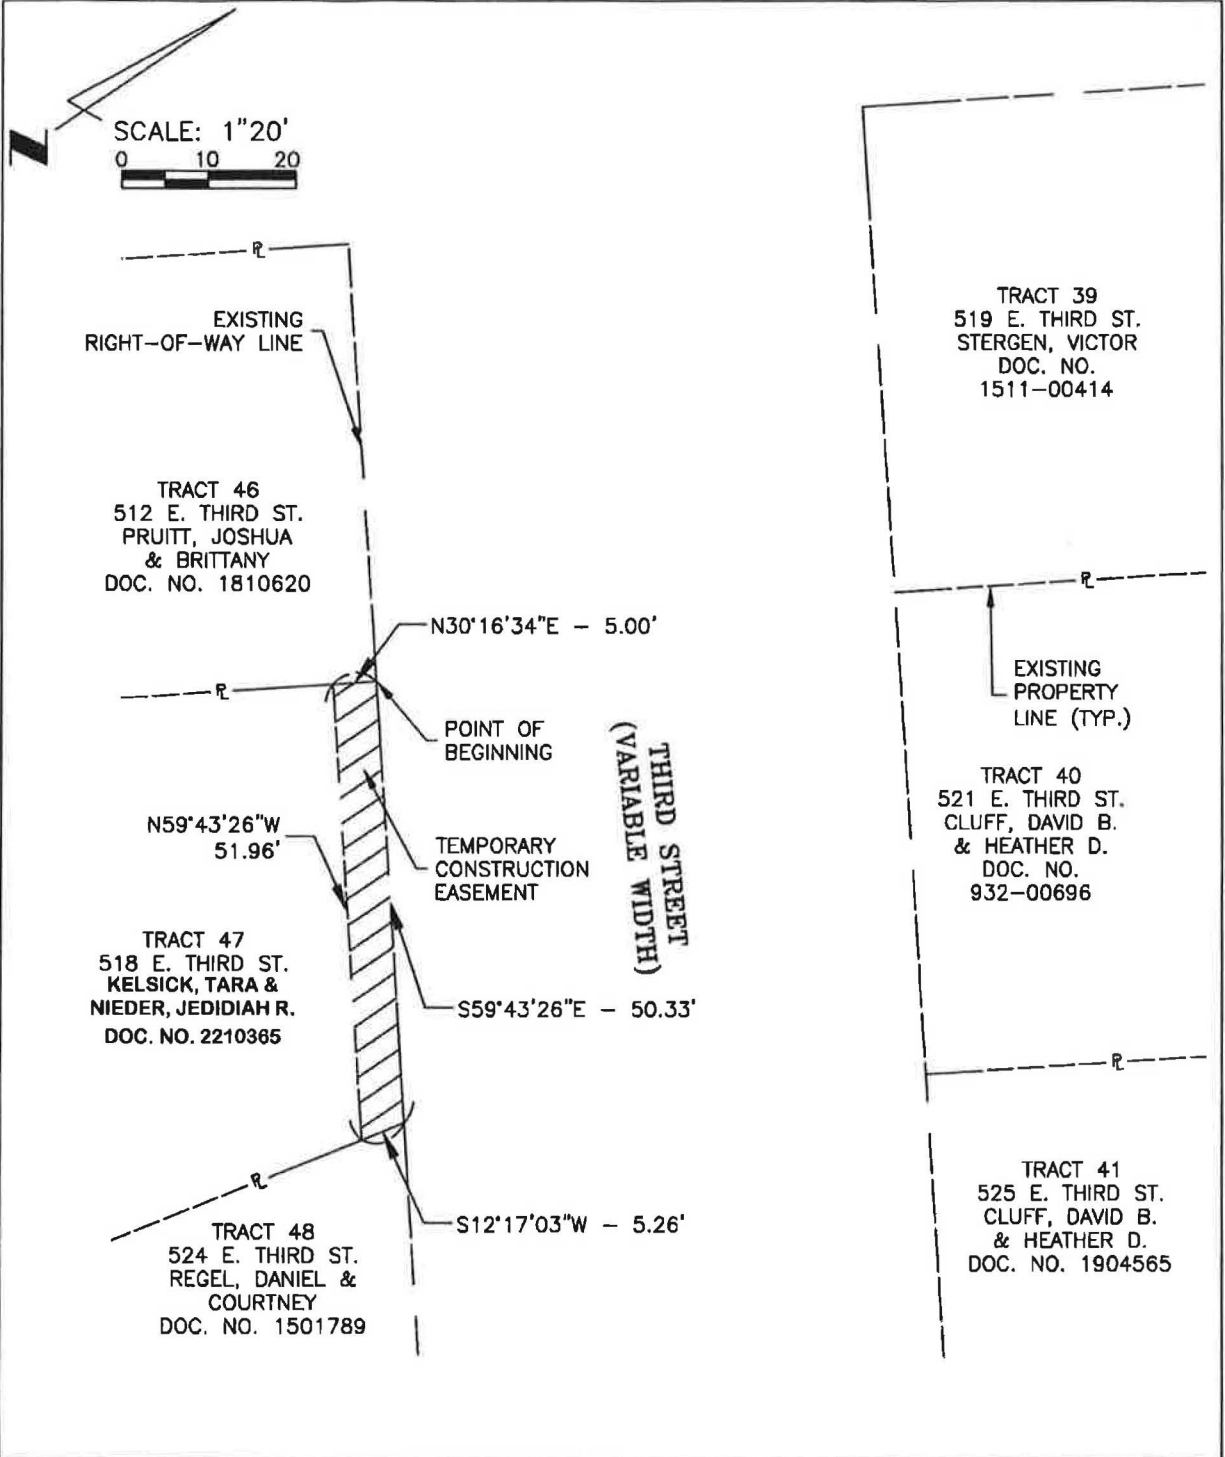 N
SCALE: 1"20'
0 10 20
PL
EXISTING
RIGHT-OF-WAY LINE
TRACT 39
519 E. THIRD ST.
STERGEN, VICTOR
DOC. NO.
1511-00414
TRACT 46
512 E. THIRD ST.
PRUITT, JOSHUA
& BRITTANY
DOC. NO. 1810620
PL
N30°16'34"E - 5.00'
PL
EXISTING
PROPERTY
LINE (TYP.)
POINT OF
BEGINNING
THIRD STREET
(VARIABLE WIDTH)
TRACT 40
521 E. THIRD ST.
CLUFF, DAVID B.
& HEATHER D.
DOC. NO.
932-00696
N59°43'26"W
51.96'
TEMPORARY
CONSTRUCTION
EASEMENT
TRACT 47
518 E. THIRD ST.
KELSICK, TARA &
NIEDER, JEDIDIAH R.
DOC. NO. 2210365
S59°43'26"E - 50.33'
PL
PL
TRACT 41
525 E. THIRD ST.
CLUFF, DAVID B.
& HEATHER D.
DOC. NO. 1904565
S12°17'03"W - 5.26'
TRACT 48
524 E. THIRD ST.
REGEL, DANIEL &
COURTNEY
DOC. NO. 1501789